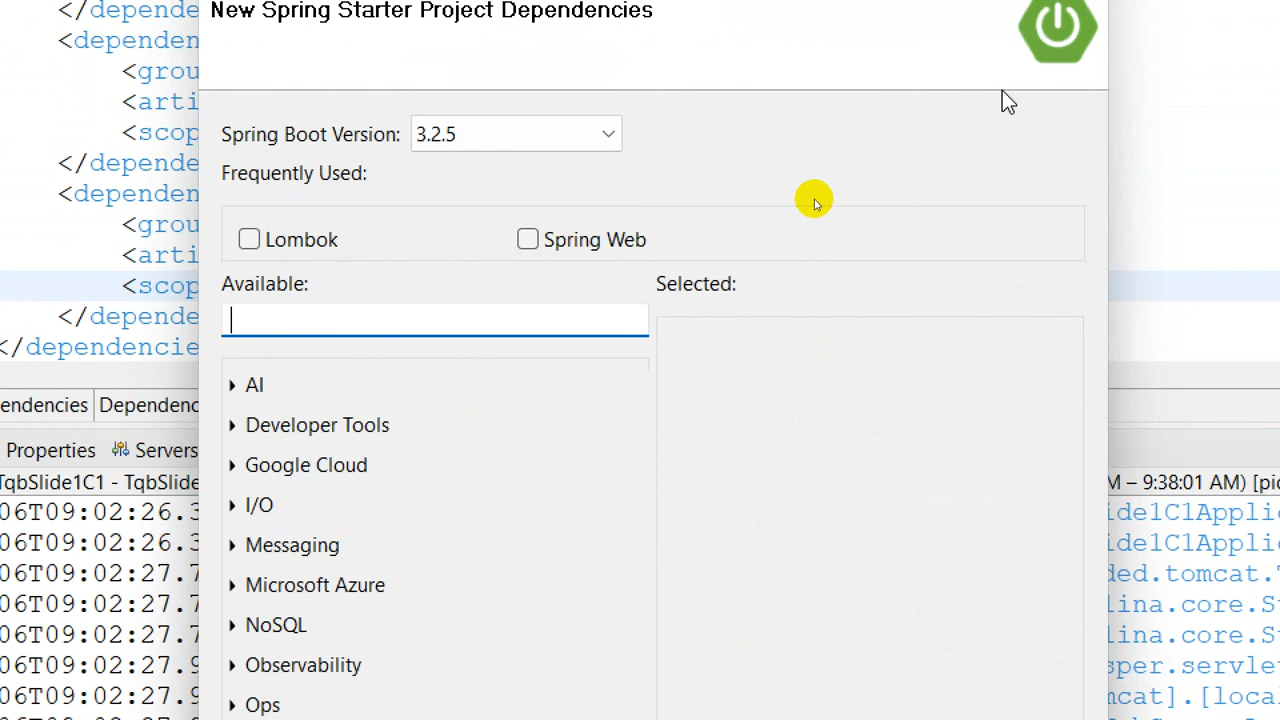 </depende
<dependen
<grou
<arti
<scop
</depende
<dependen
<grou
<arti
<scop
</depende
</dependencie
New Spring Starter Project Dependencies
Spring Boot Version: 3.2.5
Frequently Used:
Lombok Spring Web
Available: Selected:
AI
Developer Tools
Google Cloud
I/O
Messaging
Microsoft Azure
NoSQL
Observability
Ops
endencies Dependenc
Properties Servers
TqbSlide1C1 - TqbSlide
M – 9:38:01 AM) [pic
06T09:02:26.3
06T09:02:26.3
06T09:02:27.7
06T09:02:27.7
06T09:02:27.7
06T09:02:27.9
06T09:02:27.9
ide1C1Applic
ide1C1Applic
ded.tomcat.T
lina.core.St
lina.core.St
sper.servlet
mcat].[loca